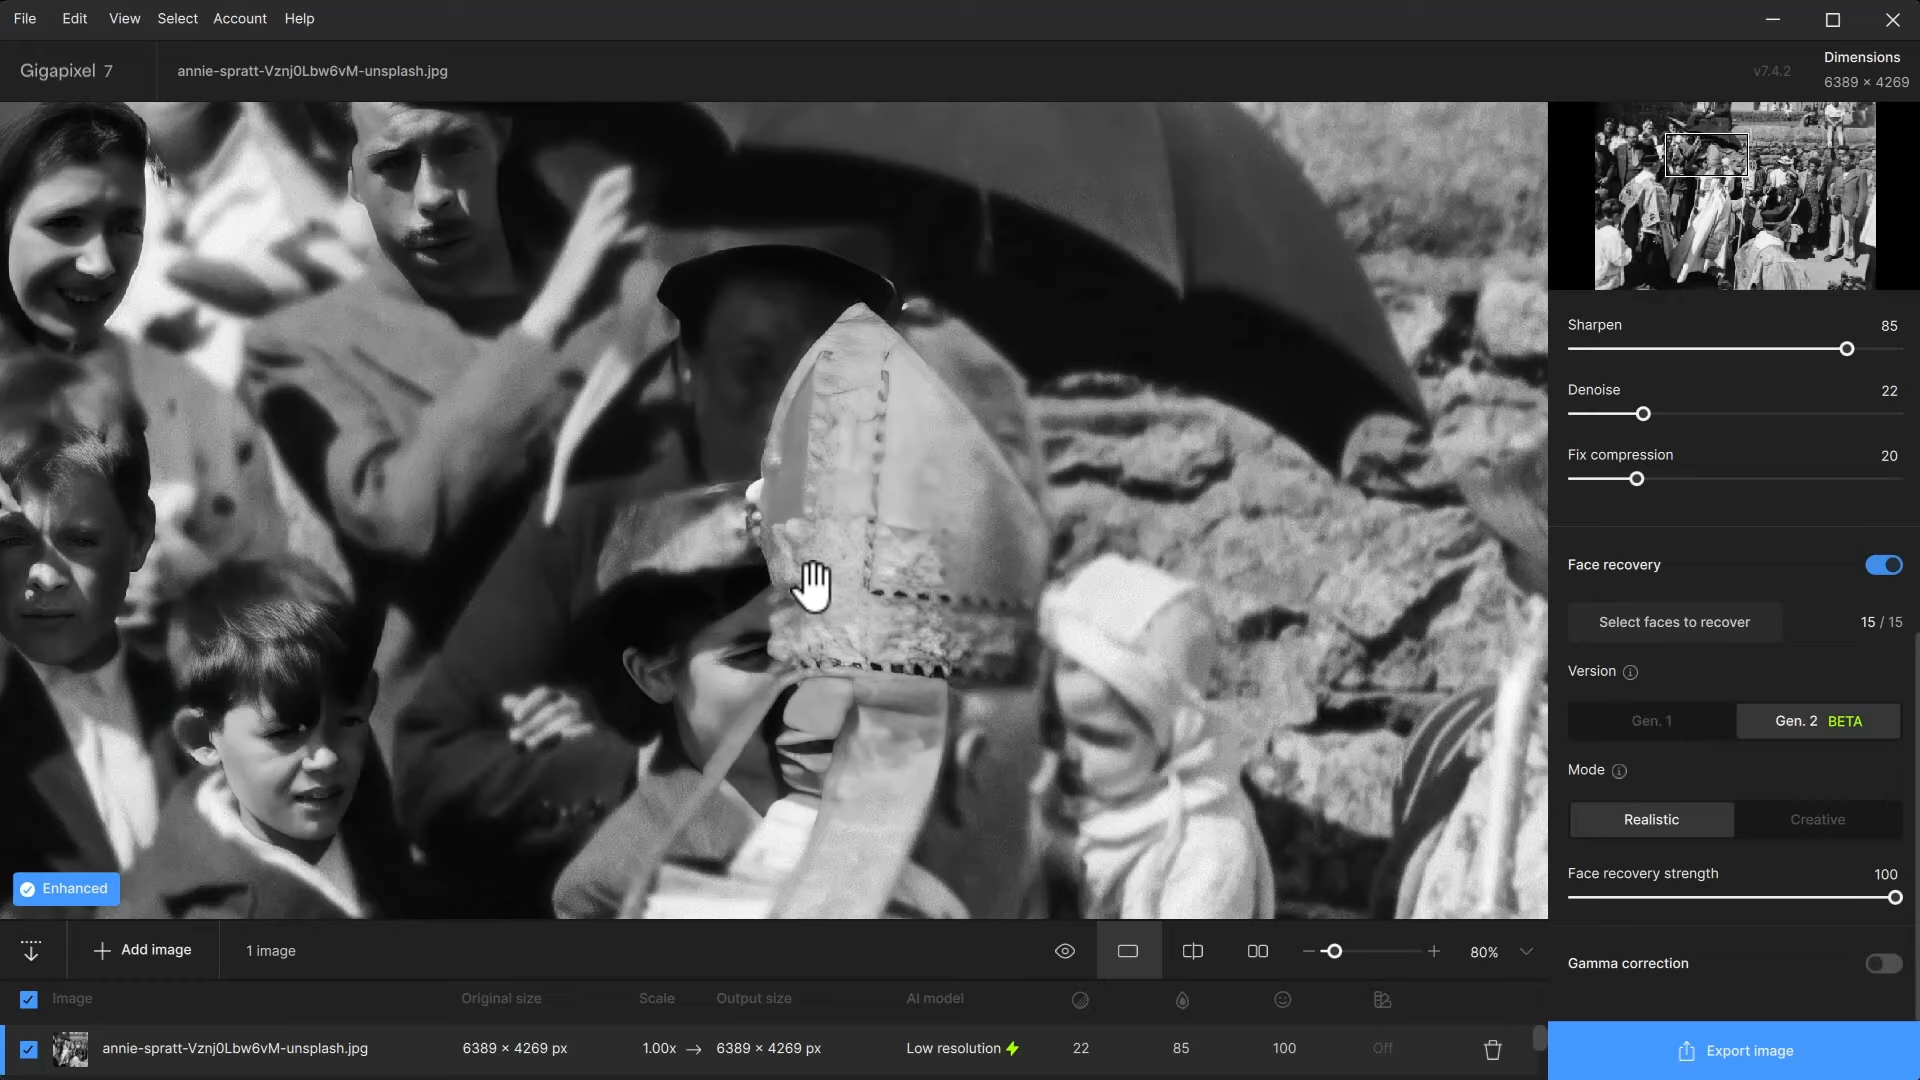 File Edit View Select Account Help
Gigapixel 7
annie-spratt-Vznj0Lbw6vM-unsplash.jpg
v7.4.2
Dimensions
6389 × 4269
Sharpen 85
Denoise 22
Fix compression 20
Face recovery
Select faces to recover 15 / 15
Version
Gen. 1 Gen. 2 BETA
Mode
Realistic Creative
Face recovery strength 100
Gamma correction
Export image
Enhanced
Add image 1 image 80%
Image Original size Scale Output size AI model
annie-spratt-Vznj0Lbw6vM-unsplash.jpg 6389 × 4269 px 1.00x 6389 × 4269 px Low resolution 22 85 100 Off